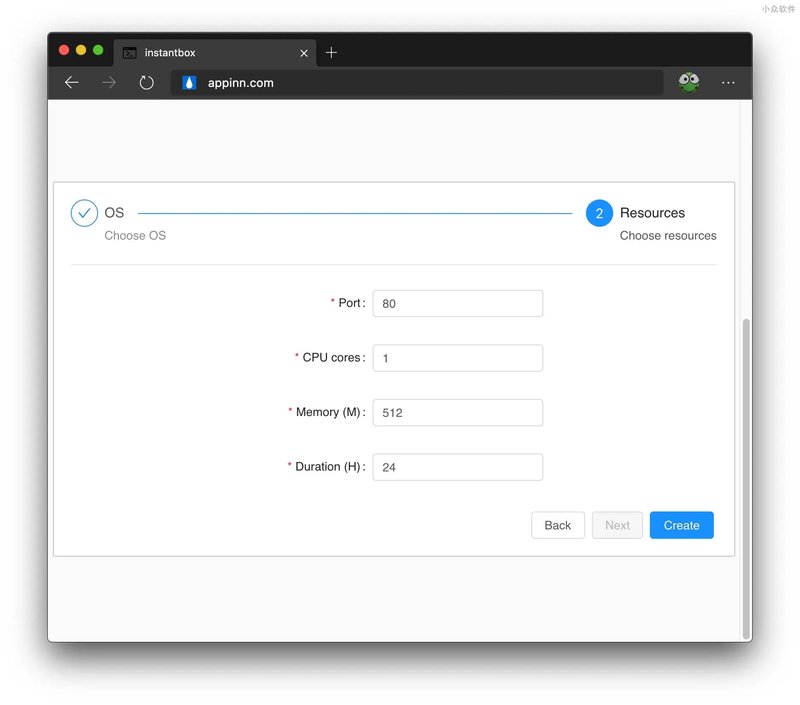 小众软件
instantbox
appinn.com
OS
Choose OS
2 Resources
Choose resources
* Port: 80
* CPU cores: 1
* Memory (M): 512
* Duration (H): 24
Back Next Create